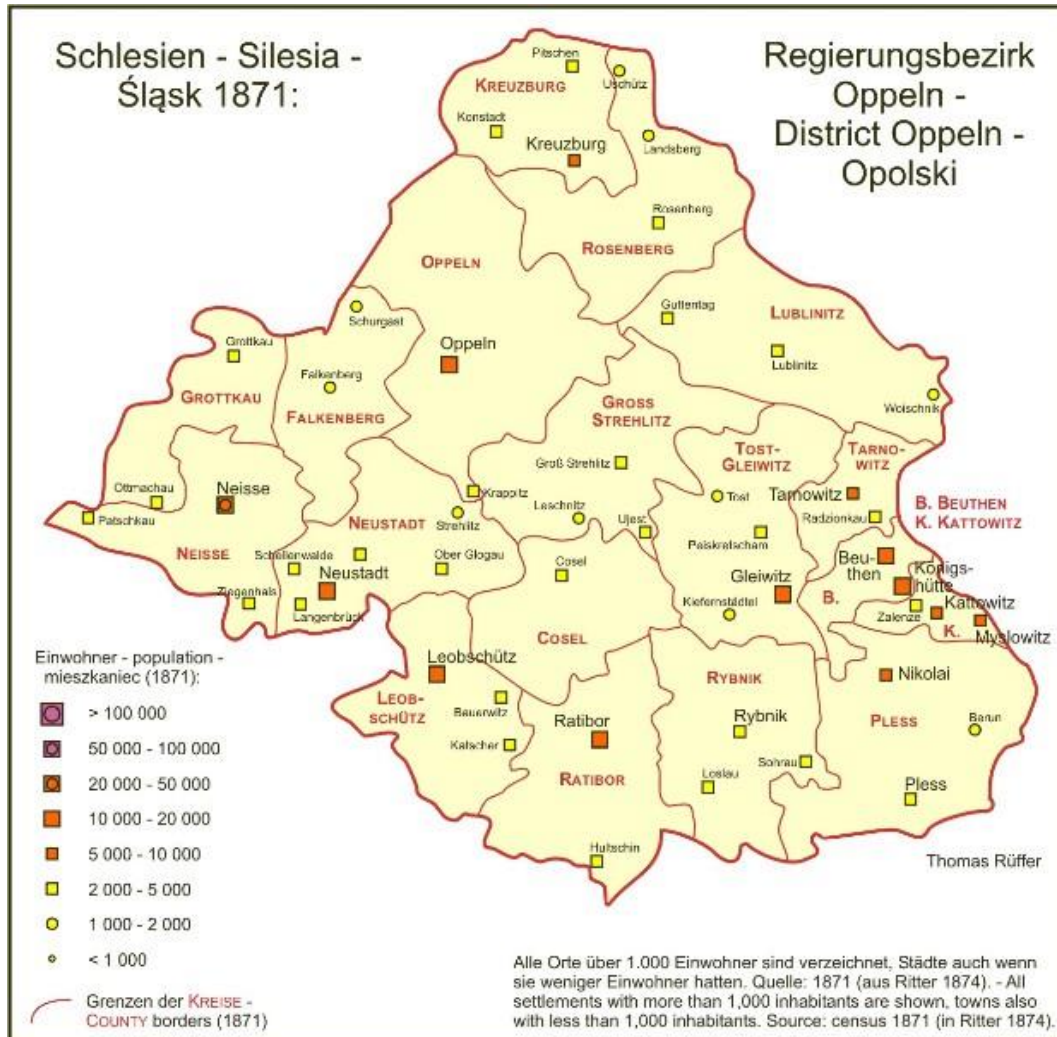 Schlesien - Silesia -
Śląsk 1871:
Regierungsbezirk
Oppeln -
District Oppeln -
Opolski
Pitschen
KREUZBURG
Uschütz
Konstadt
Kreuzburg
Landsberg
Rosenberg
ROSENBERG
OPPELN
Schurgast
Guttentag
LUBLINITZ
Grottkau
Oppeln
Lublinitz
Falkenberg
GROTTKAU
FALKENBERG
GROSS
STREHLITZ
Woischnik
TOST-
GLEIWITZ
TARNO-
WITZ
Groß Strehlitz
Ottmachau
Neisse
Krappitz
Tost
Tarnowitz
B. BEUTHEN
K. KATTOWITZ
Patschkau
NEUSTADT
Strehlitz
Leschnitz
Ujest
Radzionkau
Peiskretscham
NEISSE
Schellenwalde
Ober Glogau
Cosel
Beu-
then
Königs-
hütte
Ziegenhals
Neustadt
Gleiwitz
B.
Langenbrück
Kiefernstädtel
Zalenze
Kattowitz
K.
Myslowitz
COSEL
Leobschütz
RYBNIK
Nikolai
LEOB-
SCHÜTZ
Bauerwitz
Ratibor
Rybnik
PLESS
Berun
Katscher
RATIBOR
Sohrau
Loslau
Pless
Hultschin
Thomas Rüffer
Einwohner - population -
mieszkaniec (1871):
> 100 000
50 000 - 100 000
20 000 - 50 000
10 000 - 20 000
5 000 - 10 000
2 000 - 5 000
1 000 - 2 000
< 1 000
Grenzen der KREISE -
COUNTY borders (1871)
Alle Orte über 1.000 Einwohner sind verzeichnet, Städte auch wenn
sie weniger Einwohner hatten. Quelle: 1871 (aus Ritter 1874). - All
settlements with more than 1,000 inhabitants are shown, towns also
with less than 1,000 inhabitants. Source: census 1871 (in Ritter 1874).